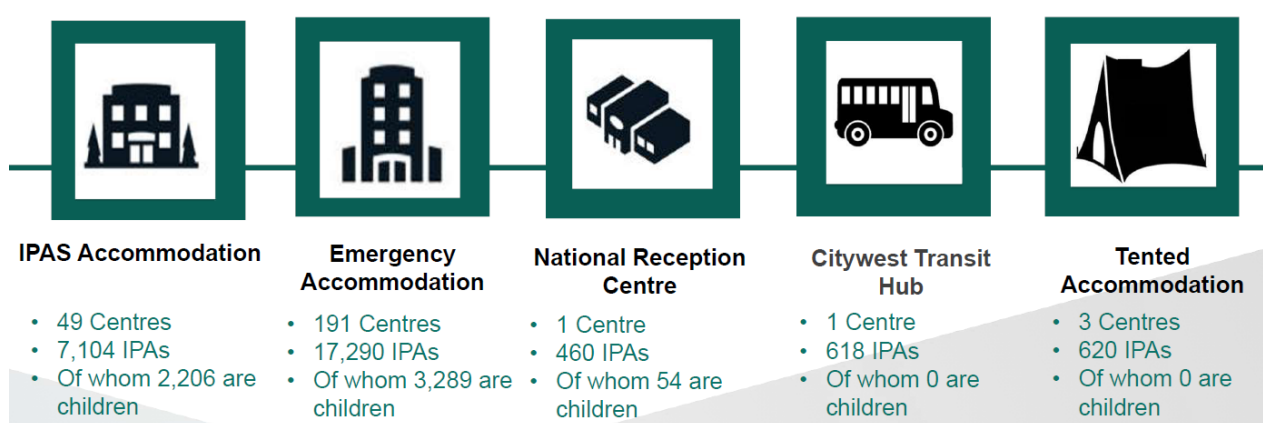 IPAS Accommodation
• 49 Centres
• 7,104 IPAs
• Of whom 2,206 are
children
Emergency
Accommodation
• 191 Centres
• 17,290 IPAs
• Of whom 3,289 are
children
National Reception
Centre
• 1 Centre
• 460 IPAs
• Of whom 54 are
children
Citywest Transit
Hub
• 1 Centre
• 618 IPAs
• Of whom 0 are
children
Tented
Accommodation
• 3 Centres
• 620 IPAs
• Of whom 0 are
children